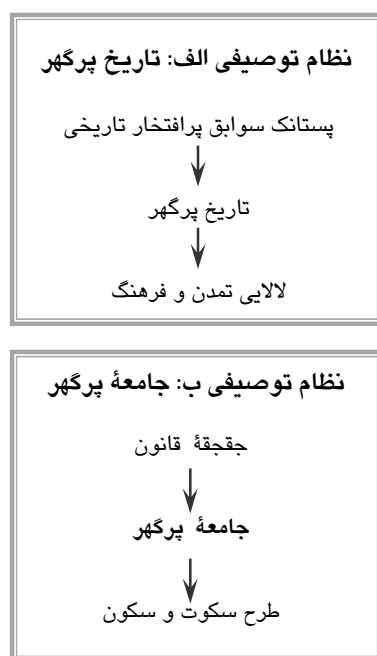 نظام توصیفی الف: تاریخ پرگهر
پستانک سوابق پرافتخار تاریخی
تاریخ پرگهر
لالایی تمدن و فرهنگ
نظام توصیفی ب: جامعهٔ پرگهر
جقجقهٔ قانون
جامعهٔ پرگهر
طرح سکوت و سکون